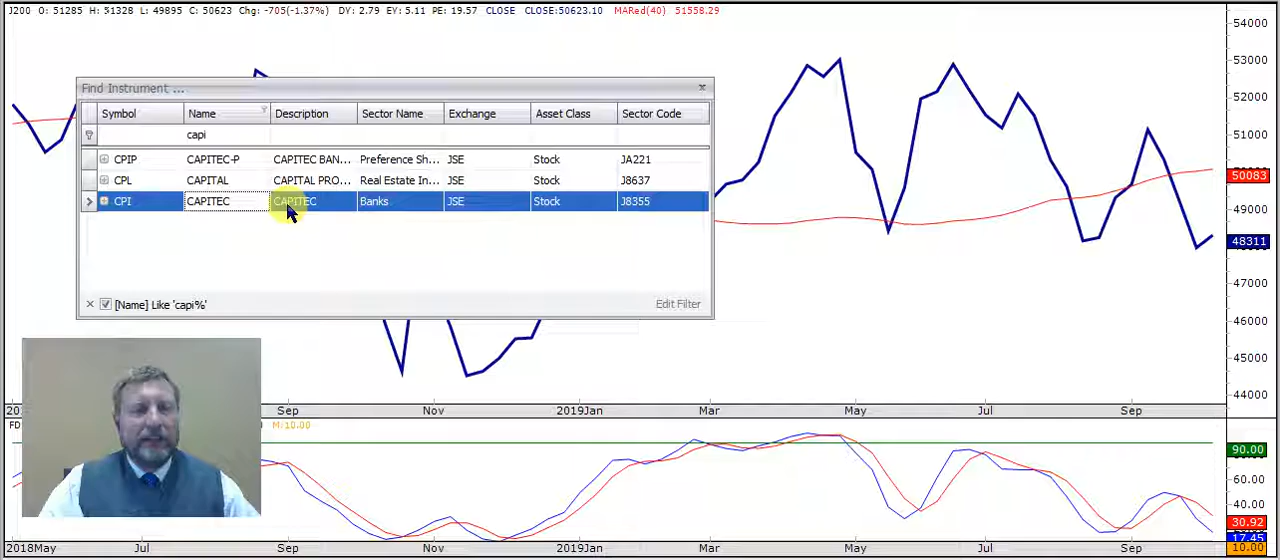 J200 O: 51285 H: 51328 L: 49895 C: 50623 Chg: -705(-1.37%) DY: 2.79 EY: 5.11 PE: 19.57 CLOSE CLOSE:50623.10 MARed(40) 51558.29
Find Instrument ...
Symbol Name Description Sector Name Exchange Asset Class Sector Code
capi
CPIP CAPITEC-P CAPITEC BAN... Preference Sh... JSE Stock JA221
CPL CAPITAL CAPITAL PRO... Real Estate In... JSE Stock J8637
CPI CAPITEC CAPITEC Banks JSE Stock J8355
[Name] Like 'capi%' Edit Filter
54000
53000
52000
51000
50083
49000
48311
47000
46000
45000
44000
Sep Nov 2019Jan Mar May Jul Sep
FD M:10.00
90.00
60.00
40.00
30.92
17.45
10.00
2018May Jul Sep Nov 2019Jan Mar May Jul Sep